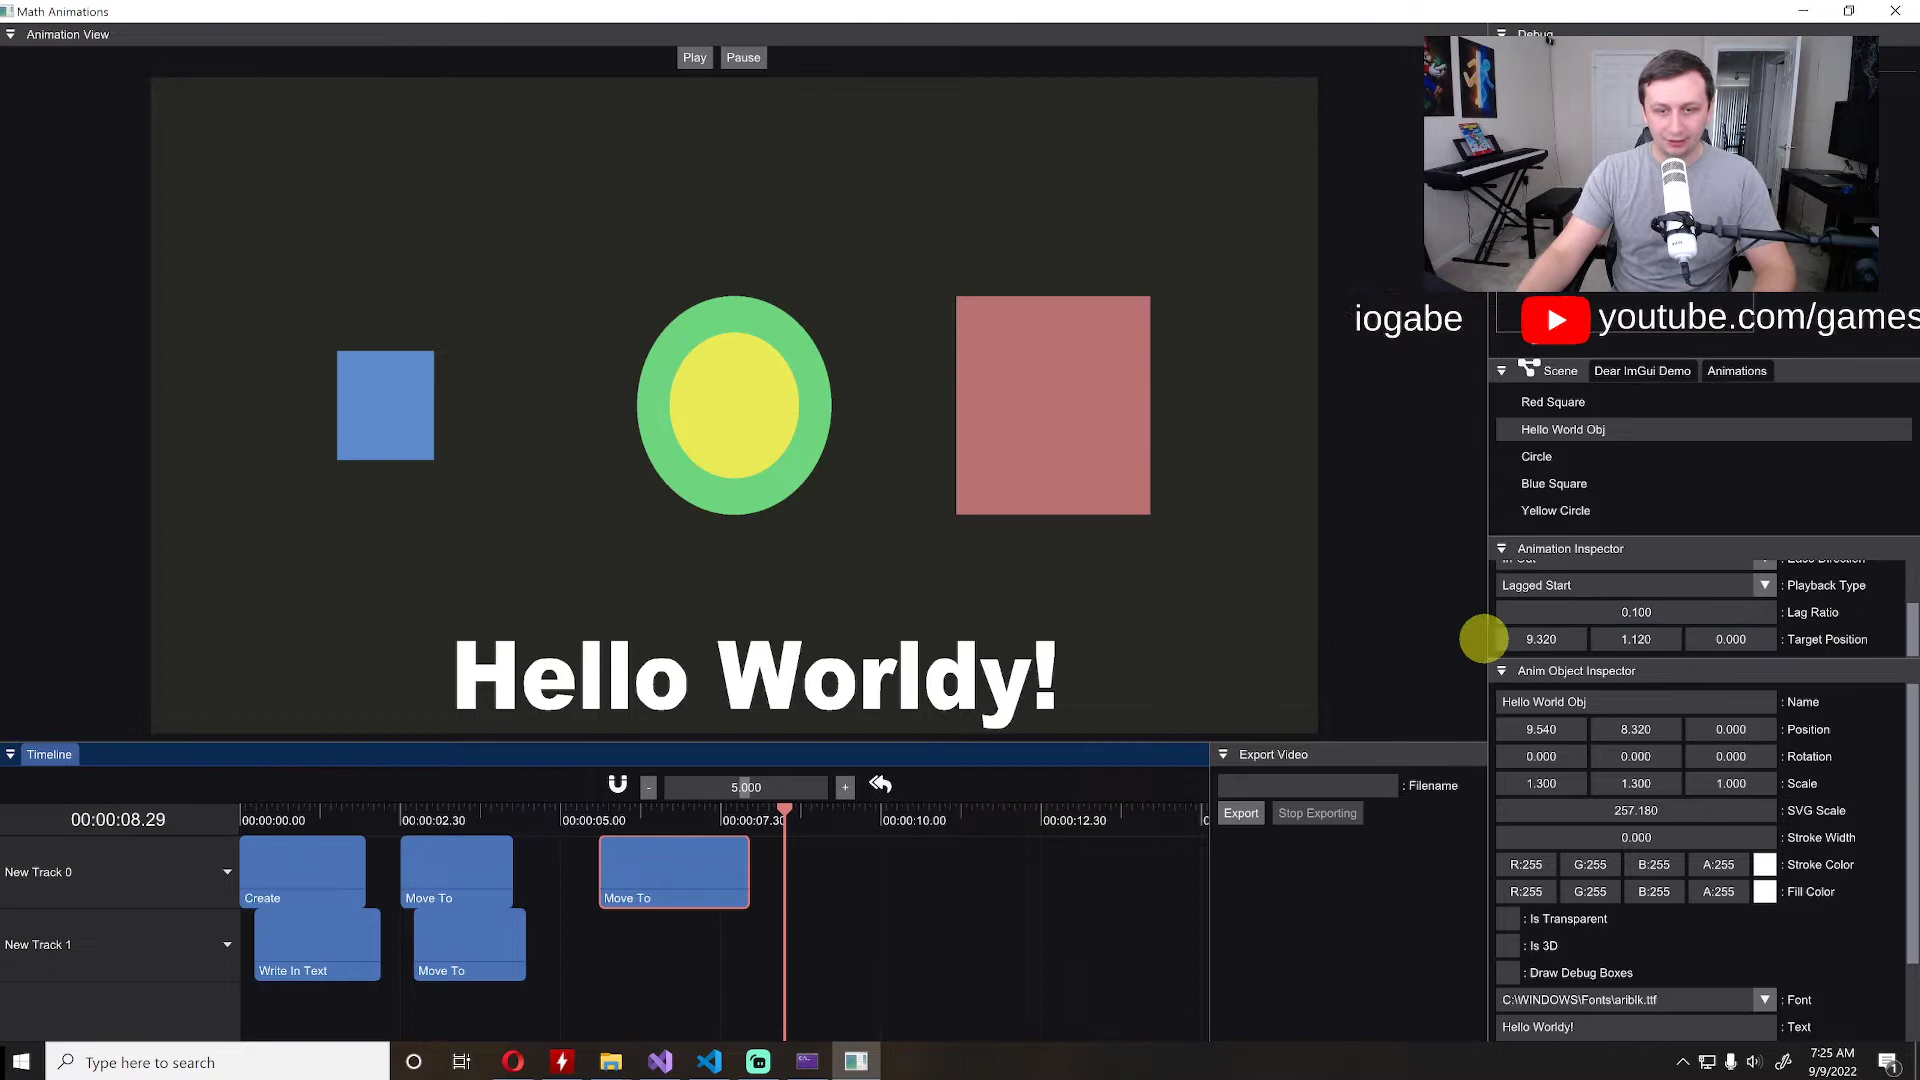 Math Animations
Animation View
Debug
Play Pause
iogabe
youtube.com/games
Scene Dear ImGui Demo Animations
Red Square
Hello World Obj
Circle
Blue Square
Yellow Circle
Animation Inspector
Lagged Start : Playback Type
0.100 : Lag Ratio
9.320 1.120 0.000 : Target Position
Anim Object Inspector
Hello World Obj : Name
9.540 8.320 0.000 : Position
0.000 0.000 0.000 : Rotation
1.300 1.300 1.000 : Scale
257.180 : SVG Scale
0.000 : Stroke Width
R:255 G:255 B:255 A:255 : Stroke Color
R:255 G:255 B:255 A:255 : Fill Color
: Is Transparent
: Is 3D
: Draw Debug Boxes
C:\WINDOWS\Fonts\ariblk.ttf : Font
Hello Worldy! : Text
Hello Worldy!
Timeline
- 5.000 +
00:00:08.29
00:00:00.00 00:00:02.30 00:00:05.00 00:00:07.30 00:00:10.00 00:00:12.30
New Track 0
Create Move To Move To
New Track 1
Write In Text Move To
Export Video
: Filename
Export Stop Exporting
Type here to search
7:25 AM
9/9/2022
1